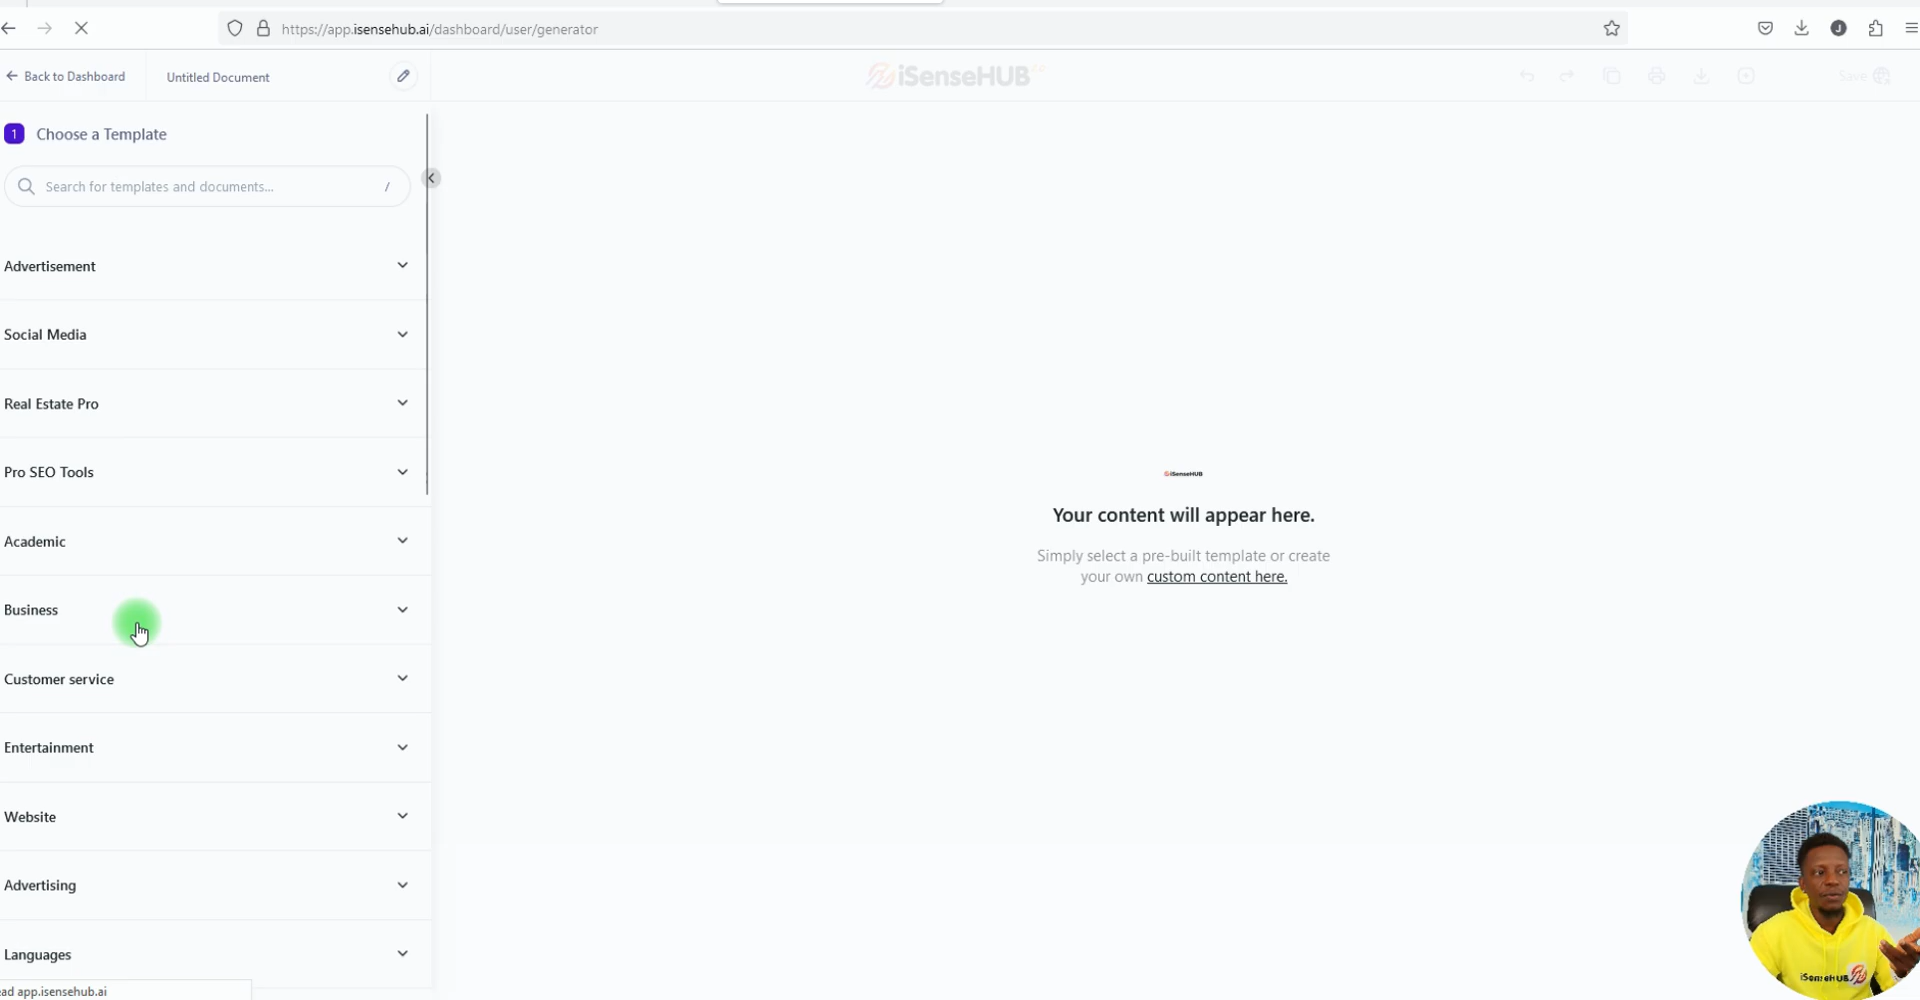 https://app.isensehub.ai/dashboard/user/generator
Back to Dashboard
Untitled Document
iSenseHUB
Save
1 Choose a Template
Search for templates and documents... /
Advertisement
Social Media
Real Estate Pro
Pro SEO Tools
Academic
Business
Customer service
Entertainment
Website
Advertising
Languages
iSenseHUB
Your content will appear here.
Simply select a pre-built template or create
your own custom content here.
ad app.isensehub.ai
J
iSenseHUB